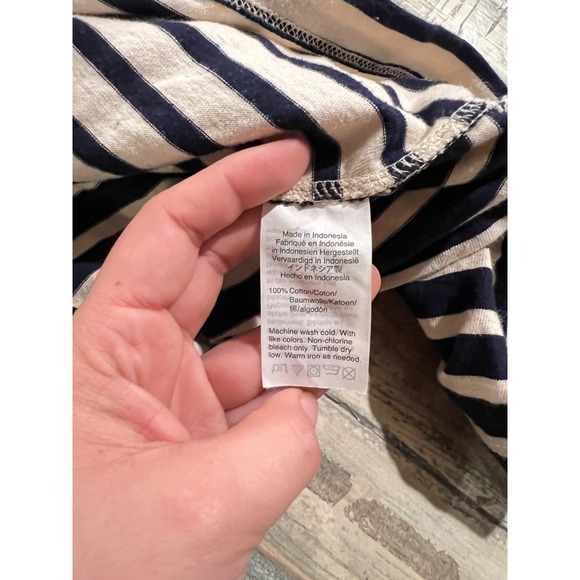 Made in Indonesia
Fabriqué en Indonésie
in Indonesien Hergestellt
Vervaardigd in Indonesië
インドネシア製
Hecho en Indonesia
100% Cotton/Coton/
Baumwolle/Katoen/
綿/algodón
Machine wash cold. With
like colors. Non-chlorine
bleach only. Tumble dry
low. Warm iron as needed.